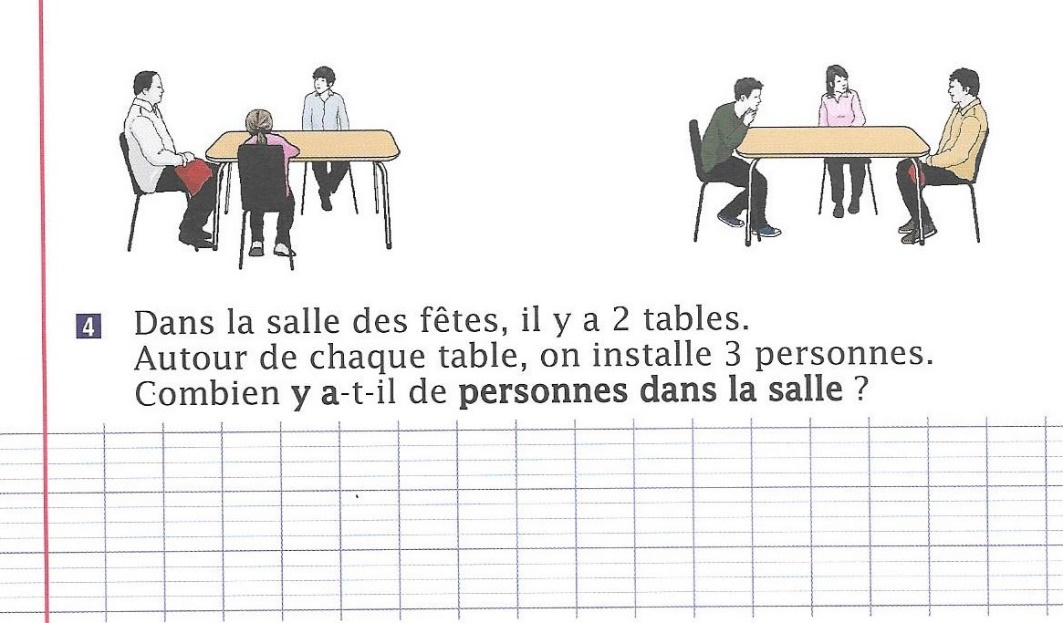 4 Dans la salle des fêtes, il y a 2 tables.
Autour de chaque table, on installe 3 personnes.
Combien y a-t-il de personnes dans la salle ?